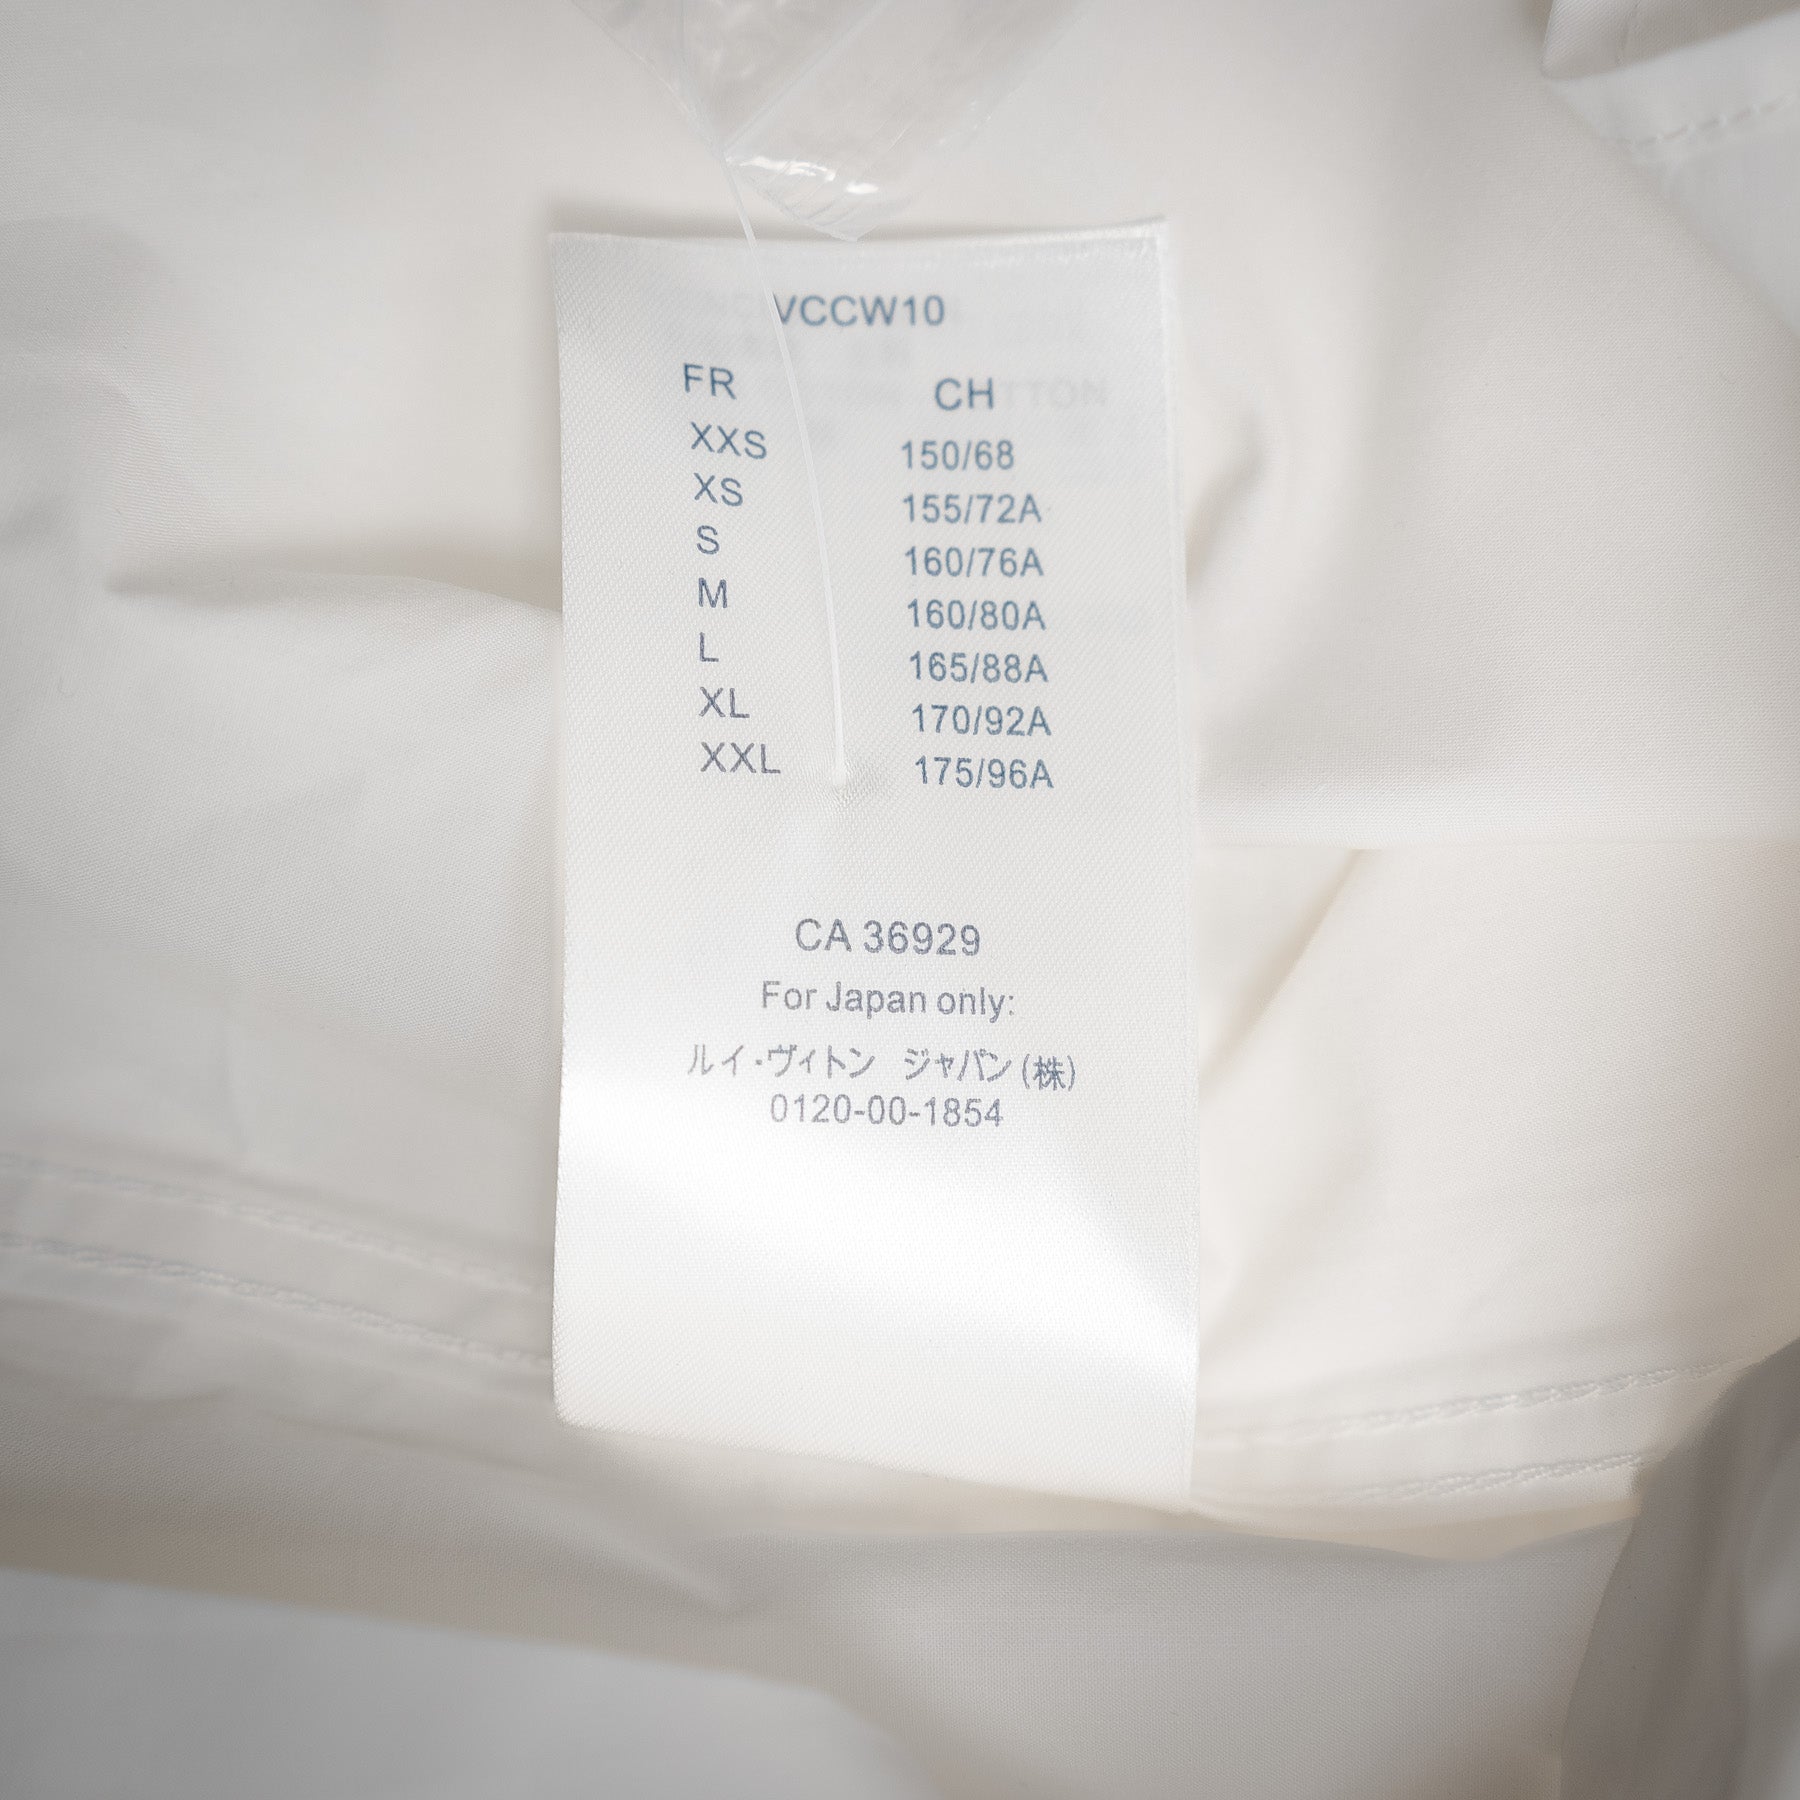 VCCW10
FR CH
XXS 150/68
XS 155/72A
S 160/76A
M 160/80A
L 165/88A
XL 170/92A
XXL 175/96A
CA 36929
For Japan only:
ルイ・ヴィトン ジャパン(株)
0120-00-1854